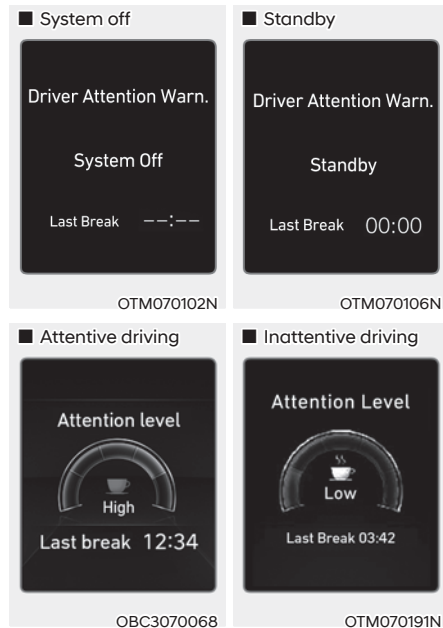 ■ System off
Driver Attention Warn.
System Off
Last Break --:--
OTM070102N
■ Standby
Driver Attention Warn.
Standby
Last Break 00:00
OTM070106N
■ Attentive driving
Attention level
High
Last break 12:34
OBC3070068
■ Inattentive driving
Attention Level
Low
Last Break 03:42
OTM070191N